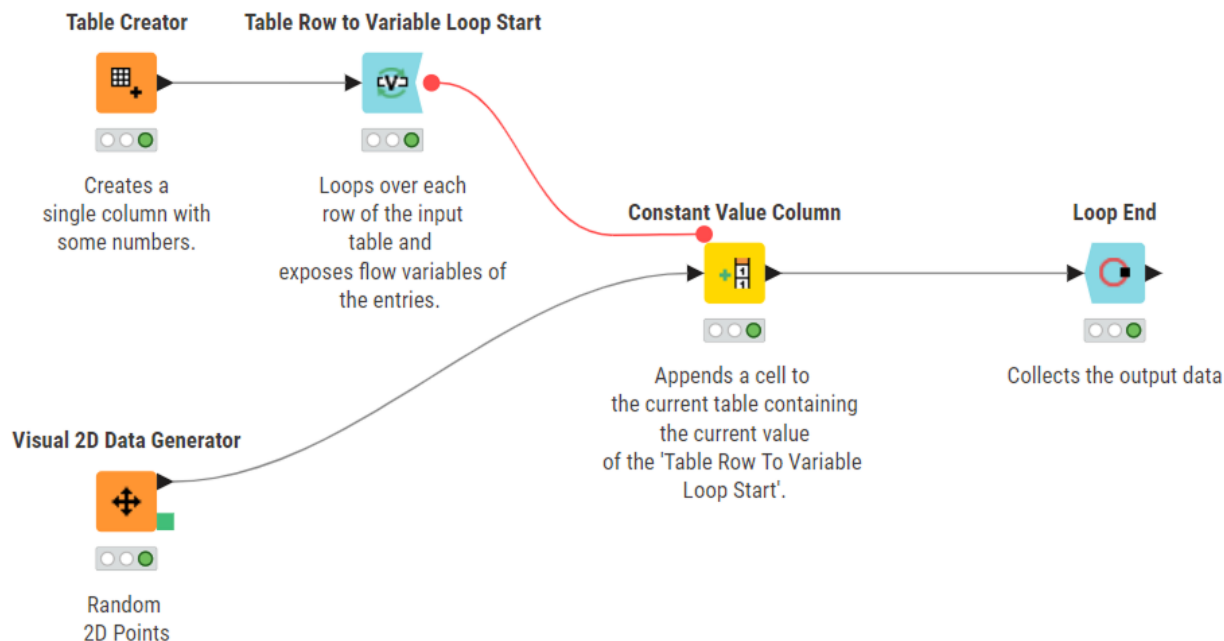 Table Creator
Table Row to Variable Loop Start
V
Creates a
single column with
some numbers.
Loops over each
row of the input
table and
exposes flow variables of
the entries.
Constant Value Column
1
1
Appends a cell to
the current table containing
the current value
of the 'Table Row To Variable
Loop Start'.
Loop End
Collects the output data
Visual 2D Data Generator
Random
2D Points